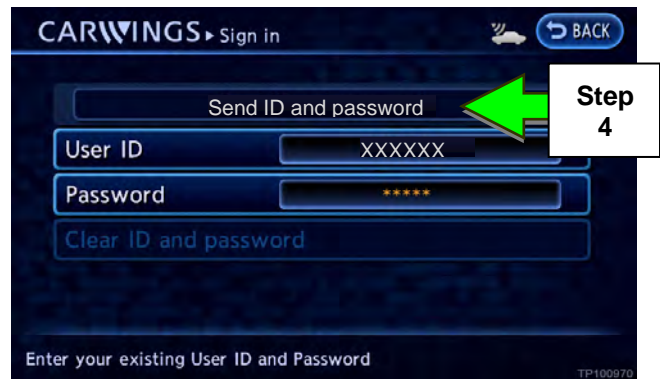 CARWINGS ▸ Sign in
BACK
Send ID and password
Step 4
User ID
XXXXXX
Password
*****
Clear ID and password
Enter your existing User ID and Password
TP100970